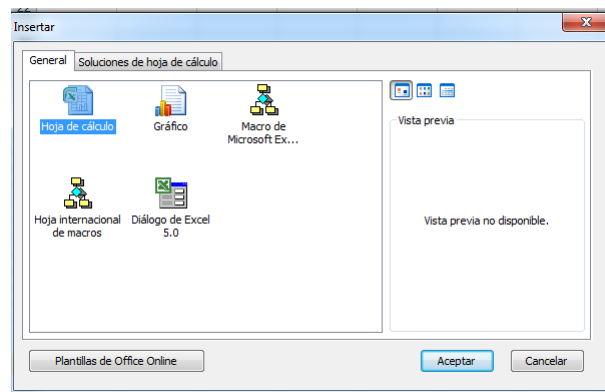 22
Insertar
General
Soluciones de hoja de cálculo
Hoja de cálculo
Gráfico
Macro de
Microsoft Ex...
Hoja internacional
de macros
Diálogo de Excel
5.0
Vista previa
Vista previa no disponible.
Plantillas de Office Online
Aceptar
Cancelar